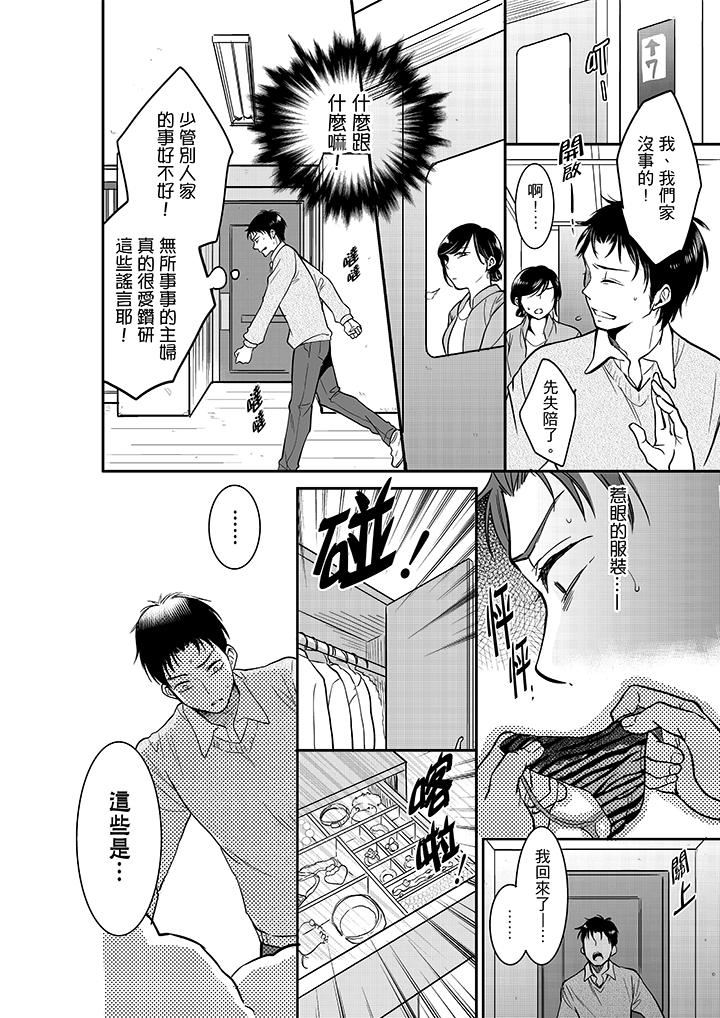 ↑
7
叮
我、我們家
沒事的！
開啟—
啊！…
先失陪了。
什麼跟
什麼嘛！
少管別人家
的事好不好！
無所事事的主婦
真的很愛鑽研
這些謠言耶！
噠噠
噠噠
惹眼的服裝…
怦
怦
關上
我回來了—…
……
碰！
喀啦！
……
這些是…